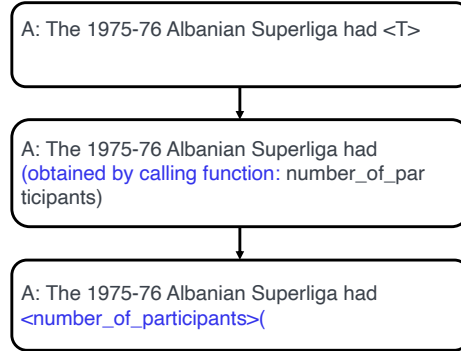 A: The 1975-76 Albanian Superliga had <T>
A: The 1975-76 Albanian Superliga had
(obtained by calling function: number_of_par
ticipants)
A: The 1975-76 Albanian Superliga had
<number_of_participants>(